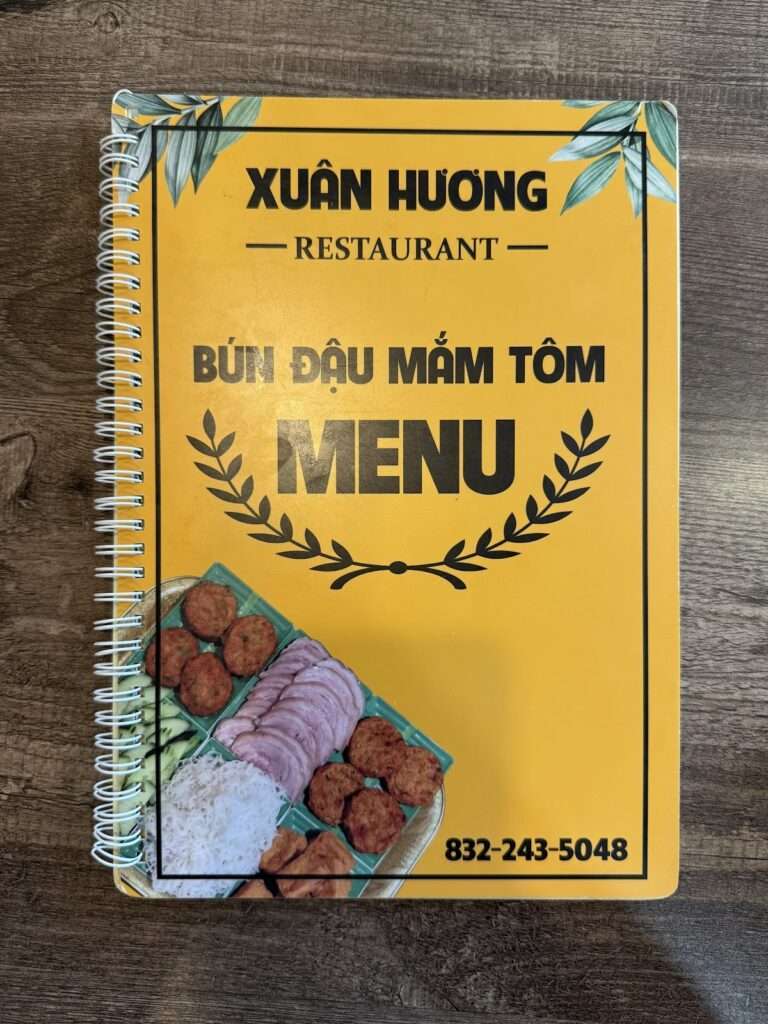 XUÂN HƯƠNG
RESTAURANT
BÚN ĐẬU MẮM TÔM
MENU
832-243-5048